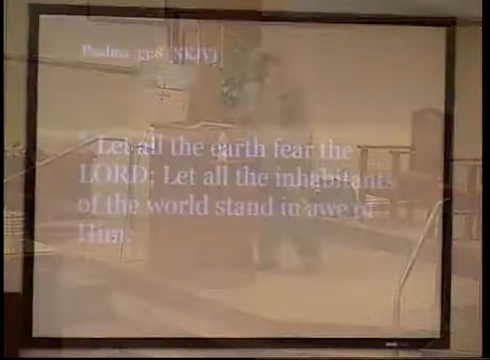 Psalms 33:8 (NKJV)
Let all the earth fear the
LORD; Let all the inhabitants
of the world stand in awe of
Him.